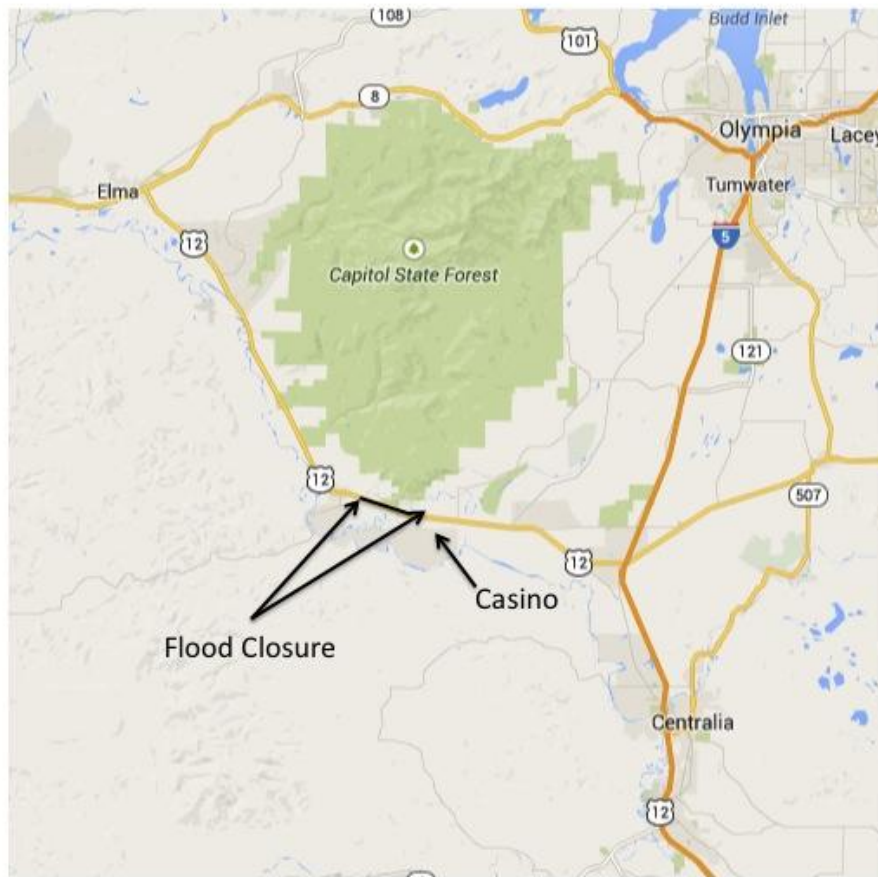 108
Budd Inlet
101
8
Olympia
Lacey
Elma
Tumwater
12
5
Capitol State Forest
121
12
507
12
Casino
Flood Closure
Centralia
12